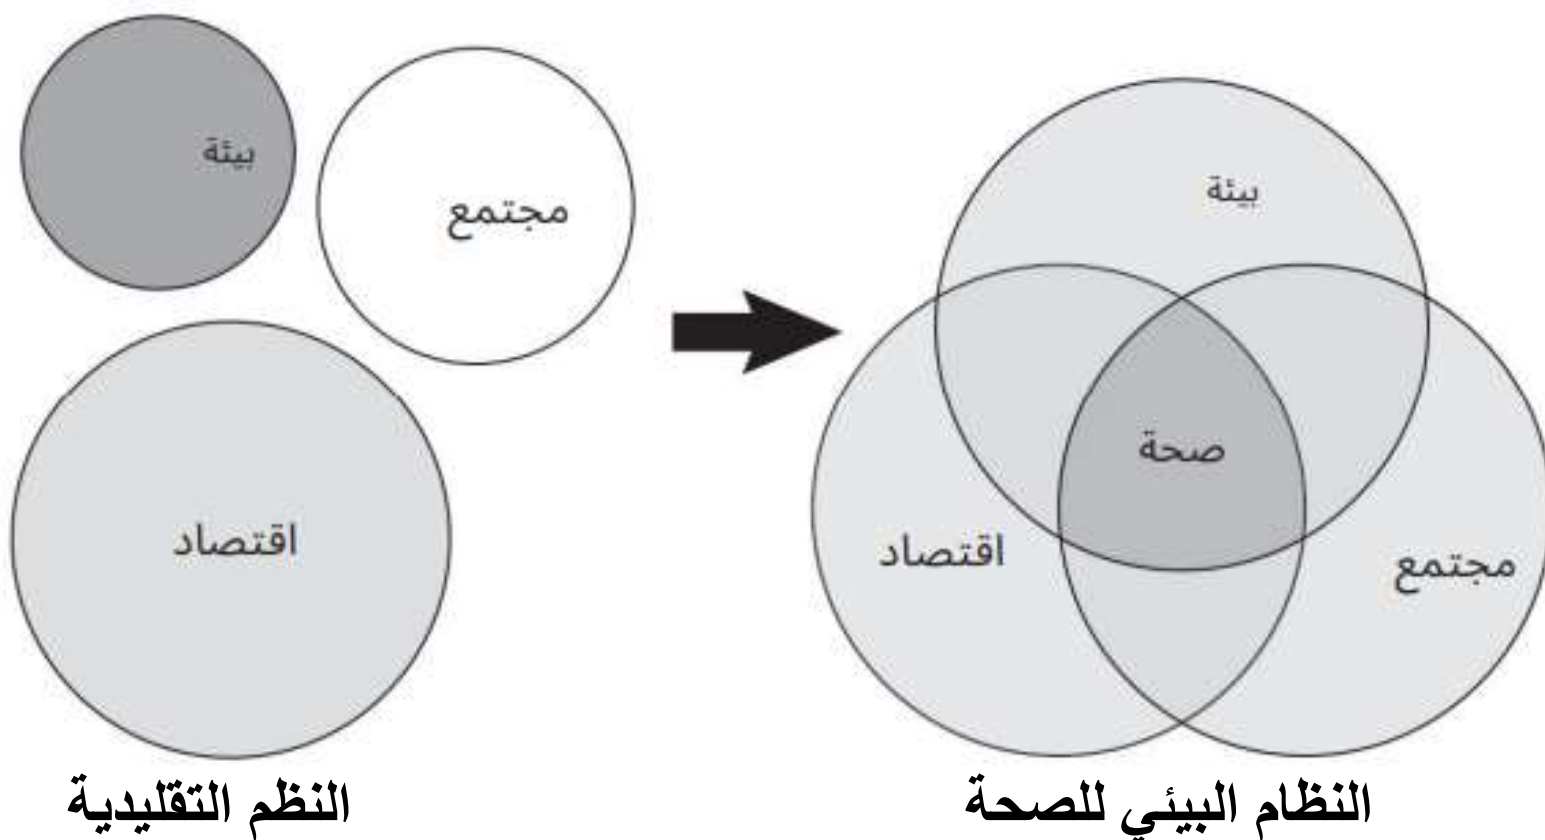 بيئة
مجتمع
اقتصاد
النظم التقليدية
بيئة
صحة
اقتصاد
مجتمع
النظام البيئي للصحة